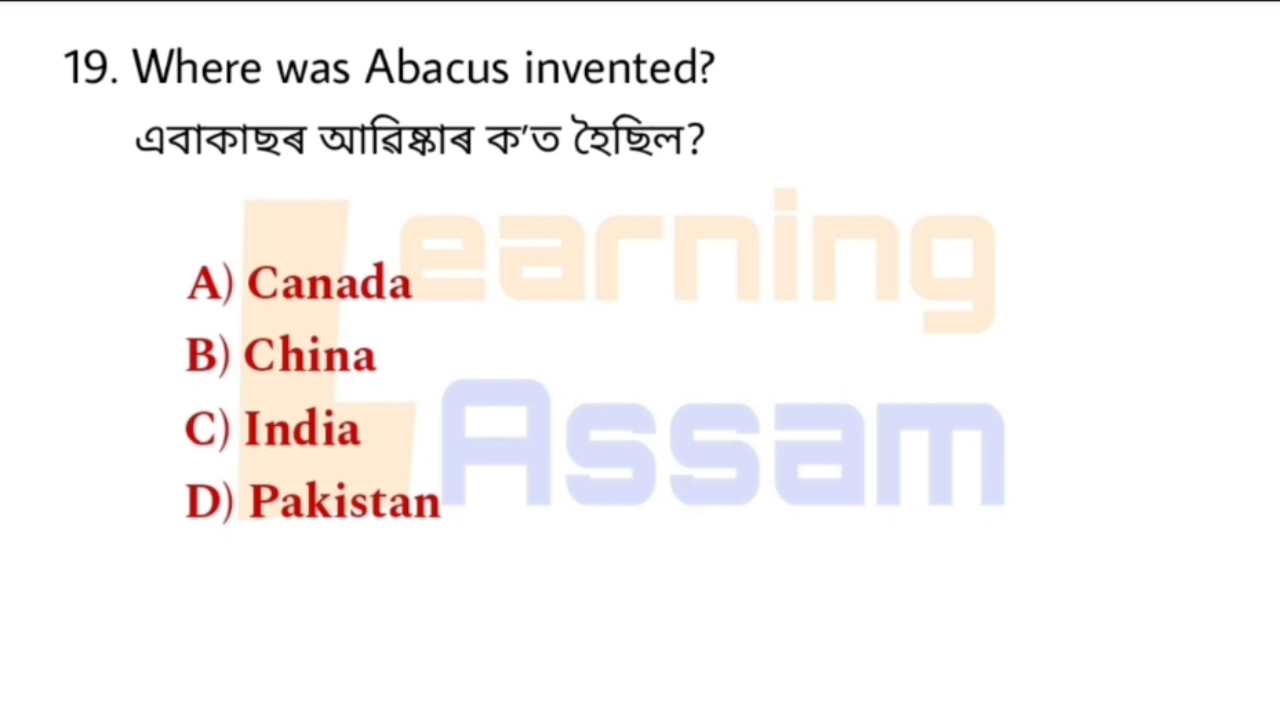 19. Where was Abacus invented?
এবাকাছৰ আৱিষ্কাৰ ক’ত হৈছিল?
A) Canada
B) China
C) India
D) Pakistan
Learning
Assam